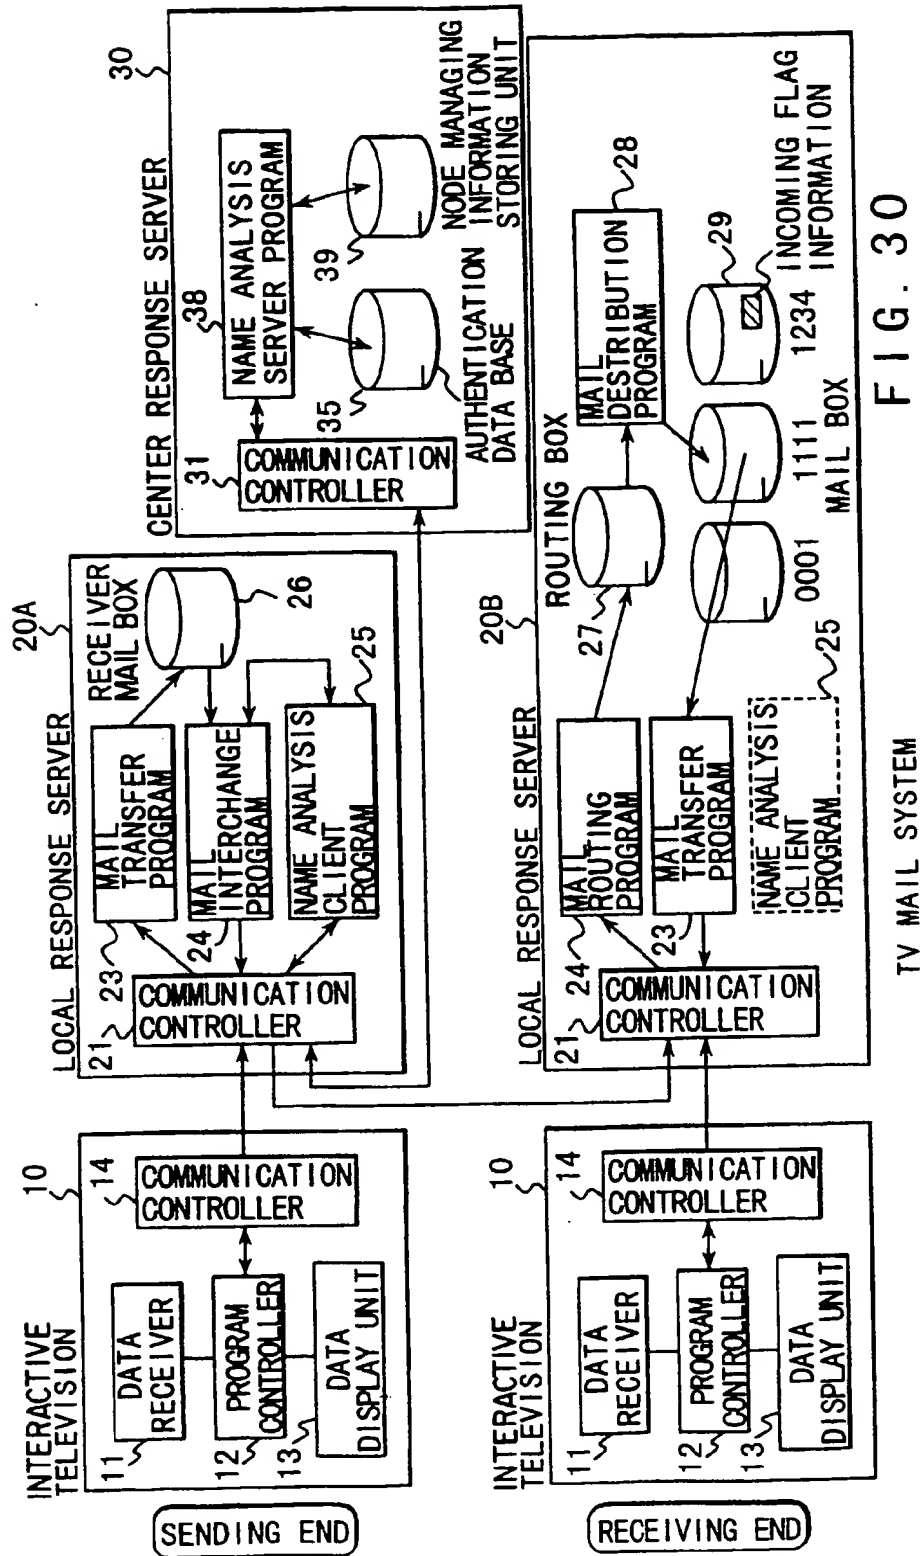 SENDING END
INTERACTIVE
TELEVISION
10
DATA
RECEIVER
11
PROGRAM
CONTROLLER
12
DATA
DISPLAY UNIT
13
14
COMMUNICATION
CONTROLLER
LOCAL RESPONSE SERVER
20A
21
COMMUNICATION
CONTROLLER
MAIL
TRANSFER
PROGRAM
23
MAIL
INTERCHANGE
PROGRAM
24
NAME ANALYSIS
CLIENT
PROGRAM
25
RECEIVER
MAIL BOX
26
CENTER RESPONSE SERVER
30
31
COMMUNICATION
CONTROLLER
38
NAME ANALYSIS
SERVER PROGRAM
35
AUTHENTICATION
DATA BASE
39
NODE MANAGING
INFORMATION
STORING UNIT
RECEIVING END
INTERACTIVE
TELEVISION
10
DATA
RECEIVER
11
PROGRAM
CONTROLLER
12
DATA
DISPLAY UNIT
13
14
COMMUNICATION
CONTROLLER
LOCAL RESPONSE SERVER
20B
21
COMMUNICATION
CONTROLLER
MAIL
ROUTING
PROGRAM
24
MAIL
TRANSFER
PROGRAM
23
NAME ANALYSIS
CLIENT
PROGRAM
25
ROUTING BOX
27
MAIL
DESTRIBUTION
PROGRAM
28
29
0001
1111
1234
MAIL BOX
INCOMING FLAG
INFORMATION
TV MAIL SYSTEM
FIG. 30